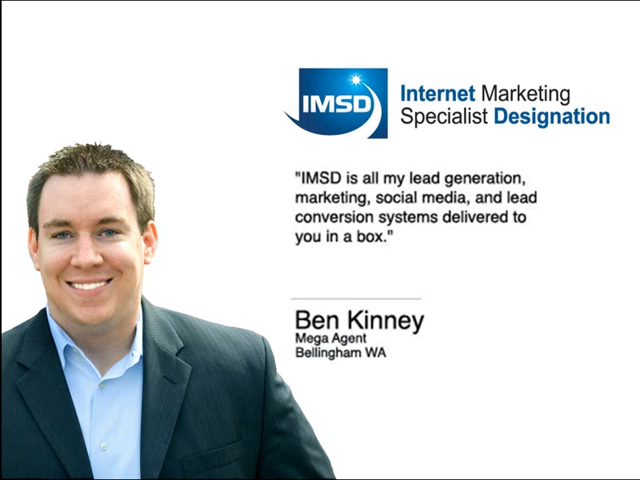 IMSD
Internet Marketing
Specialist Designation
"IMSD is all my lead generation,
marketing, social media, and lead
conversion systems delivered to
you in a box."
Ben Kinney
Mega Agent
Bellingham WA